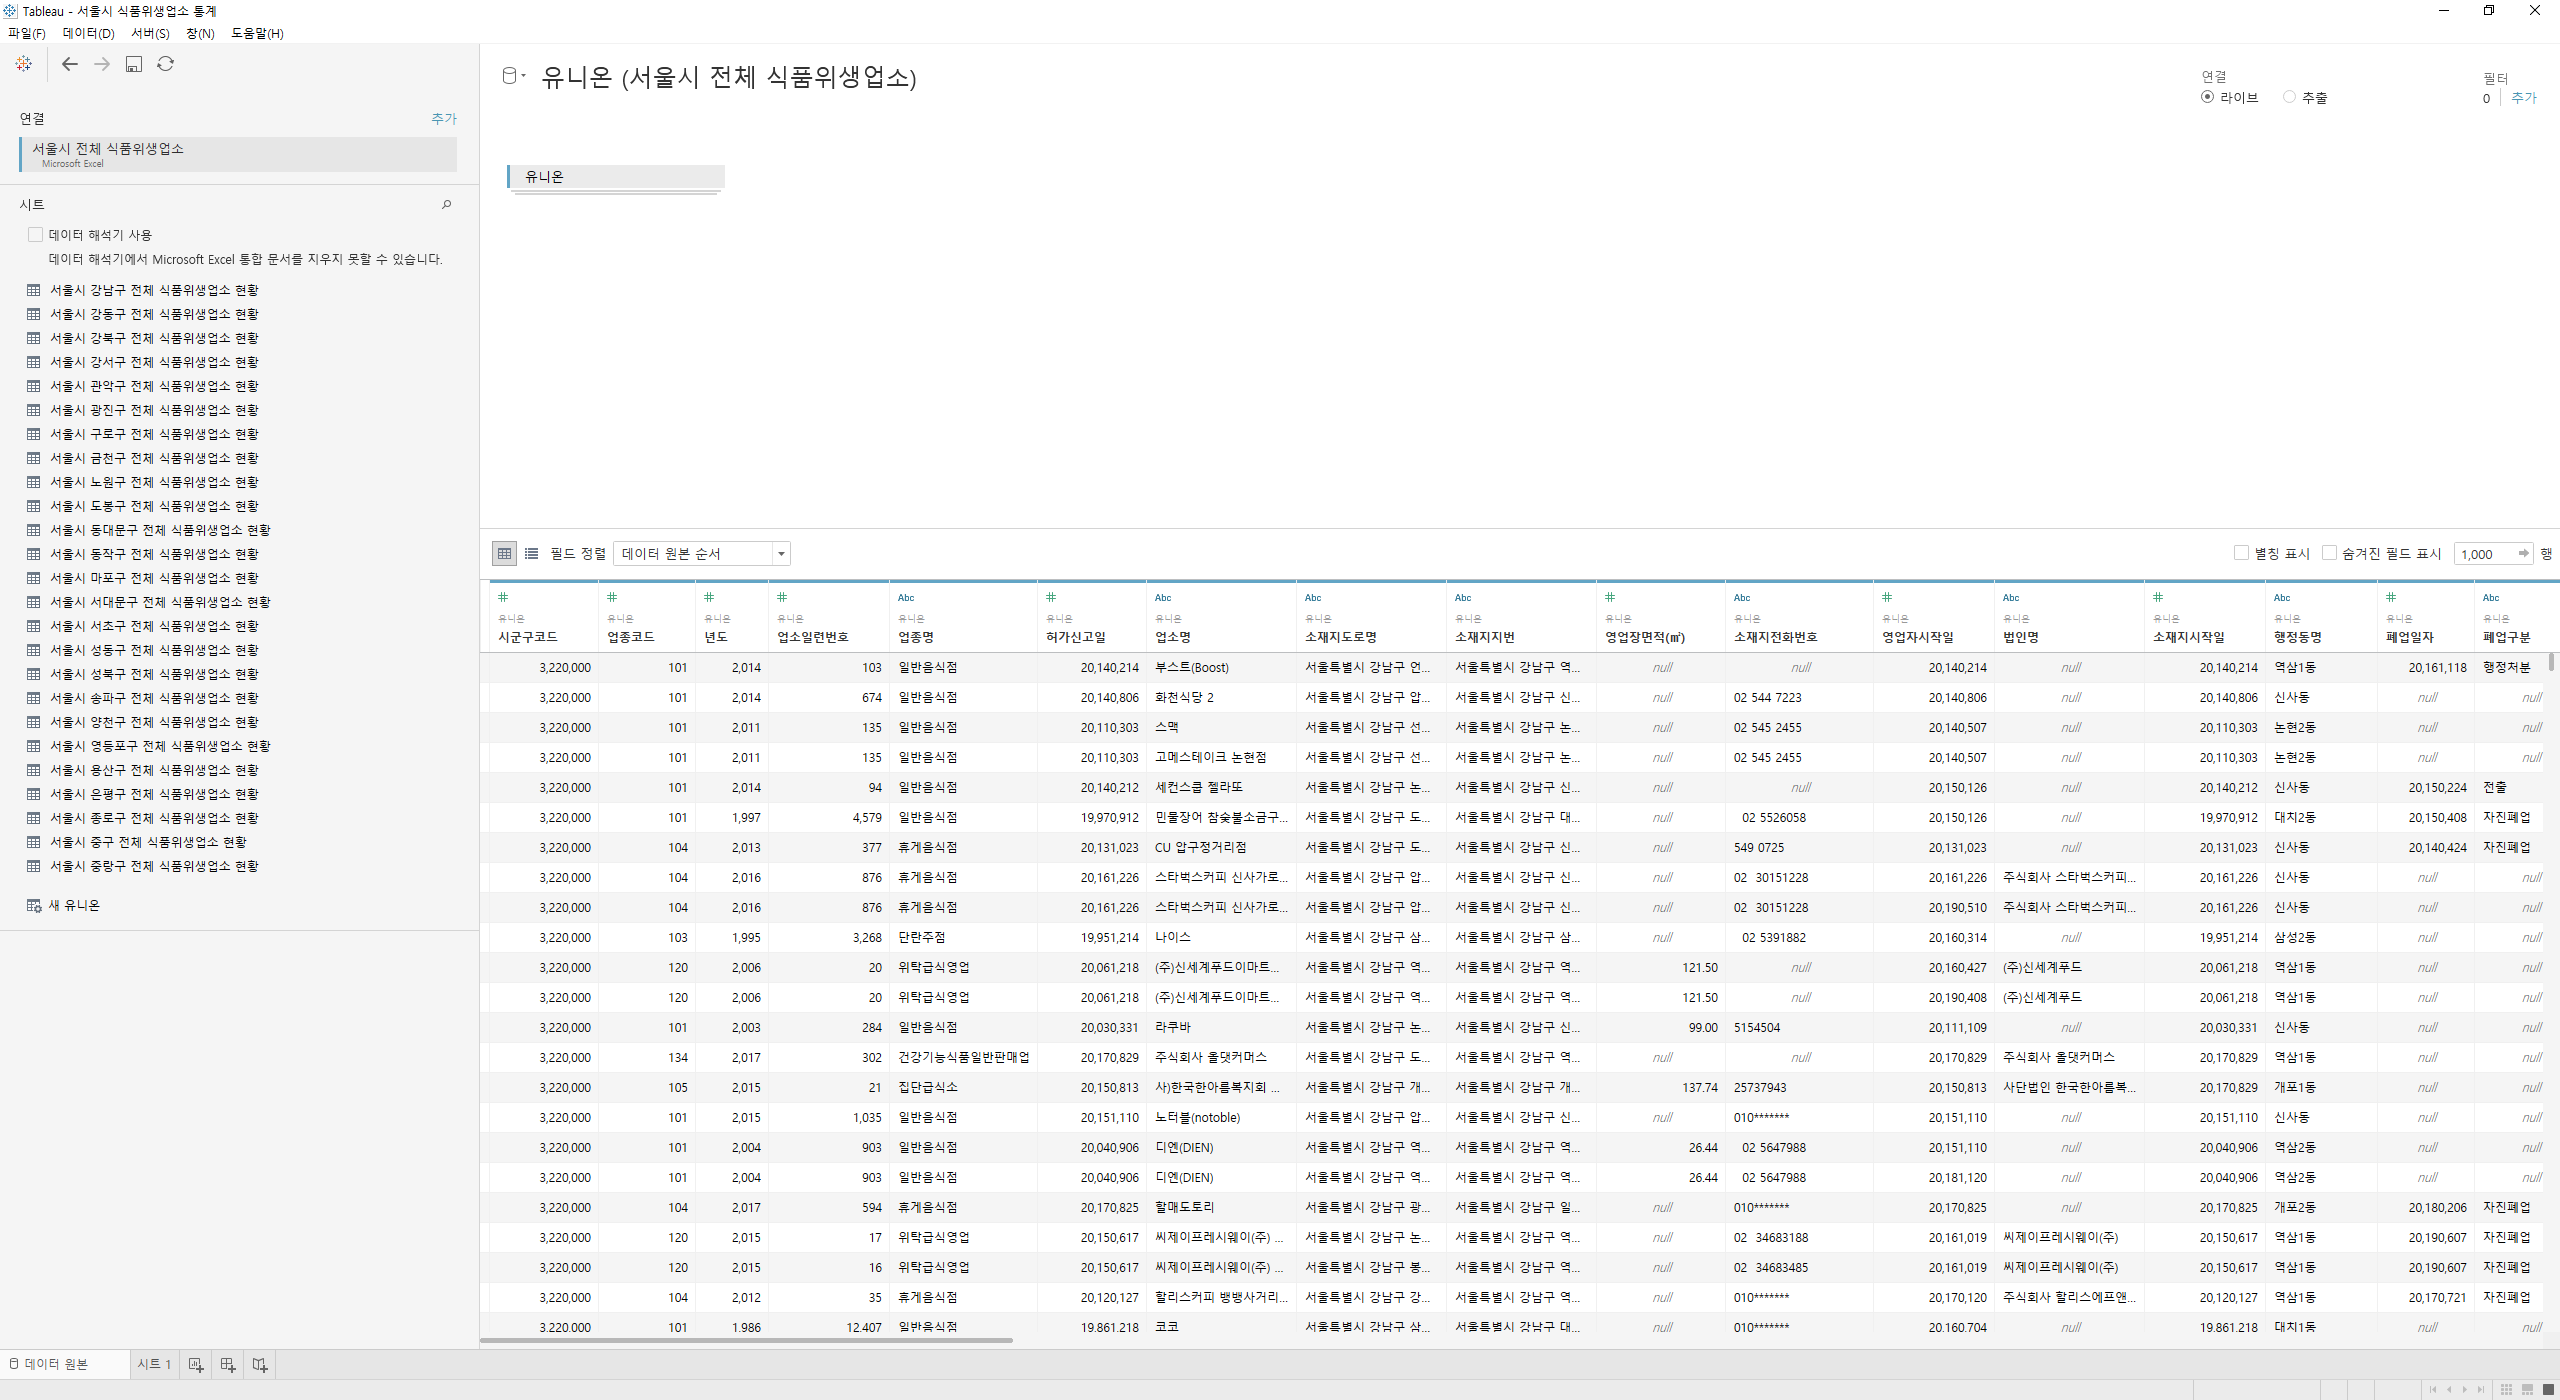 Tableau - 서울시 식품위생업소 통계
파일(F) 데이터(D) 서버(S) 창(N) 도움말(H)
연결 추가
서울시 전체 식품위생업소
Microsoft Excel
시트
데이터 해석기 사용
데이터 해석기에서 Microsoft Excel 통합 문서를 지우지 못할 수 있습니다.
서울시 강남구 전체 식품위생업소 현황
서울시 강동구 전체 식품위생업소 현황
서울시 강북구 전체 식품위생업소 현황
서울시 강서구 전체 식품위생업소 현황
서울시 관악구 전체 식품위생업소 현황
서울시 광진구 전체 식품위생업소 현황
서울시 구로구 전체 식품위생업소 현황
서울시 금천구 전체 식품위생업소 현황
서울시 노원구 전체 식품위생업소 현황
서울시 도봉구 전체 식품위생업소 현황
서울시 동대문구 전체 식품위생업소 현황
서울시 동작구 전체 식품위생업소 현황
서울시 마포구 전체 식품위생업소 현황
서울시 서대문구 전체 식품위생업소 현황
서울시 서초구 전체 식품위생업소 현황
서울시 성동구 전체 식품위생업소 현황
서울시 성북구 전체 식품위생업소 현황
서울시 송파구 전체 식품위생업소 현황
서울시 양천구 전체 식품위생업소 현황
서울시 영등포구 전체 식품위생업소 현황
서울시 용산구 전체 식품위생업소 현황
서울시 은평구 전체 식품위생업소 현황
서울시 종로구 전체 식품위생업소 현황
서울시 중구 전체 식품위생업소 현황
서울시 중랑구 전체 식품위생업소 현황
새 유니온
유니온 (서울시 전체 식품위생업소)
연결 필터
라이브 추출 0 추가
유니온
필드 정렬 데이터 원본 순서 별칭 표시 숨겨진 필드 표시 1,000 행
# # # # Abc # Abc Abc Abc # Abc # Abc # Abc # Abc
유니온 유니온 유니온 유니온 유니온 유니온 유니온 유니온 유니온 유니온 유니온 유니온 유니온 유니온 유니온 유니온 유니온
시군구코드 업종코드 년도 업소일련번호 업종명 허가신고일 업소명 소재지도로명 소재지지번 영업장면적(㎡) 소재지전화번호 영업자시작일 법인명 소재지시작일 행정동명 폐업일자 폐업구분
3,220,000 101 2,014 103 일반음식점 20,140,214 부스트(Boost) 서울특별시 강남구 언... 서울특별시 강남구 역... null null 20,140,214 null 20,140,214 역삼1동 20,161,118 행정처분
3,220,000 101 2,014 674 일반음식점 20,140,806 화천식당 2 서울특별시 강남구 압... 서울특별시 강남구 신... null 02 544 7223 20,140,806 null 20,140,806 신사동 null null
3,220,000 101 2,011 135 일반음식점 20,110,303 스맥 서울특별시 강남구 선... 서울특별시 강남구 논... null 02 545 2455 20,140,507 null 20,110,303 논현2동 null null
3,220,000 101 2,011 135 일반음식점 20,110,303 고메스테이크 논현점 서울특별시 강남구 선... 서울특별시 강남구 논... null 02 545 2455 20,140,507 null 20,110,303 논현2동 null null
3,220,000 101 2,014 94 일반음식점 20,140,212 세컨스쿱 젤라또 서울특별시 강남구 논... 서울특별시 강남구 신... null null 20,150,126 null 20,140,212 신사동 20,150,224 전출
3,220,000 101 1,997 4,579 일반음식점 19,970,912 민물장어 참숯불소금구... 서울특별시 강남구 도... 서울특별시 강남구 대... null 02 5526058 20,150,126 null 19,970,912 대치2동 20,150,408 자진폐업
3,220,000 104 2,013 377 휴게음식점 20,131,023 CU 압구정거리점 서울특별시 강남구 도... 서울특별시 강남구 신... null 549 0725 20,131,023 null 20,131,023 신사동 20,140,424 자진폐업
3,220,000 104 2,016 876 휴게음식점 20,161,226 스타벅스커피 신사가로... 서울특별시 강남구 압... 서울특별시 강남구 신... null 02 30151228 20,161,226 주식회사 스타벅스커피... 20,161,226 신사동 null null
3,220,000 104 2,016 876 휴게음식점 20,161,226 스타벅스커피 신사가로... 서울특별시 강남구 압... 서울특별시 강남구 신... null 02 30151228 20,190,510 주식회사 스타벅스커피... 20,161,226 신사동 null null
3,220,000 103 1,995 3,268 단란주점 19,951,214 나이스 서울특별시 강남구 삼... 서울특별시 강남구 삼... null 02 5391882 20,160,314 null 19,951,214 삼성2동 null null
3,220,000 120 2,006 20 위탁급식영업 20,061,218 (주)신세계푸드이마트... 서울특별시 강남구 역... 서울특별시 강남구 역... 121.50 null 20,160,427 (주)신세계푸드 20,061,218 역삼1동 null null
3,220,000 120 2,006 20 위탁급식영업 20,061,218 (주)신세계푸드이마트... 서울특별시 강남구 역... 서울특별시 강남구 역... 121.50 null 20,190,408 (주)신세계푸드 20,061,218 역삼1동 null null
3,220,000 101 2,003 284 일반음식점 20,030,331 라쿠바 서울특별시 강남구 논... 서울특별시 강남구 신... 99.00 5154504 20,111,109 null 20,030,331 신사동 null null
3,220,000 134 2,017 302 건강기능식품일반판매업 20,170,829 주식회사 올댓커머스 서울특별시 강남구 도... 서울특별시 강남구 역... null null 20,170,829 주식회사 올댓커머스 20,170,829 역삼1동 null null
3,220,000 105 2,015 21 집단급식소 20,150,813 사)한국한아름복지회 ... 서울특별시 강남구 개... 서울특별시 강남구 개... 137.74 25737943 20,150,813 사단법인 한국한아름복... 20,170,829 개포1동 null null
3,220,000 101 2,015 1,035 일반음식점 20,151,110 노터블(notoble) 서울특별시 강남구 압... 서울특별시 강남구 신... null 010******* 20,151,110 null 20,151,110 신사동 null null
3,220,000 101 2,004 903 일반음식점 20,040,906 디엔(DIEN) 서울특별시 강남구 역... 서울특별시 강남구 역... 26.44 02 5647988 20,151,110 null 20,040,906 역삼2동 null null
3,220,000 101 2,004 903 일반음식점 20,040,906 디엔(DIEN) 서울특별시 강남구 역... 서울특별시 강남구 역... 26.44 02 5647988 20,181,120 null 20,040,906 역삼2동 null null
3,220,000 104 2,017 594 휴게음식점 20,170,825 할매도토리 서울특별시 강남구 광... 서울특별시 강남구 일... null 010******* 20,170,825 null 20,170,825 개포2동 20,180,206 자진폐업
3,220,000 120 2,015 17 위탁급식영업 20,150,617 씨제이프레시웨이(주) ... 서울특별시 강남구 논... 서울특별시 강남구 역... null 02 34683188 20,161,019 씨제이프레시웨이(주) 20,150,617 역삼1동 20,190,607 자진폐업
3,220,000 120 2,015 16 위탁급식영업 20,150,617 씨제이프레시웨이(주) ... 서울특별시 강남구 봉... 서울특별시 강남구 역... null 02 34683485 20,161,019 씨제이프레시웨이(주) 20,150,617 역삼1동 20,190,607 자진폐업
3,220,000 104 2,012 35 휴게음식점 20,120,127 할리스커피 뱅뱅사거리... 서울특별시 강남구 강... 서울특별시 강남구 역... null 010******* 20,170,120 주식회사 할리스에프앤... 20,120,127 역삼1동 20,170,721 자진폐업
3,220,000 101 1,986 12,407 일반음식점 19,861,218 코코 서울특별시 강남구 삼... 서울특별시 강남구 대... null 010******* 20,160,704 null 19,861,218 대치1동 null null
데이터 원본 시트 1